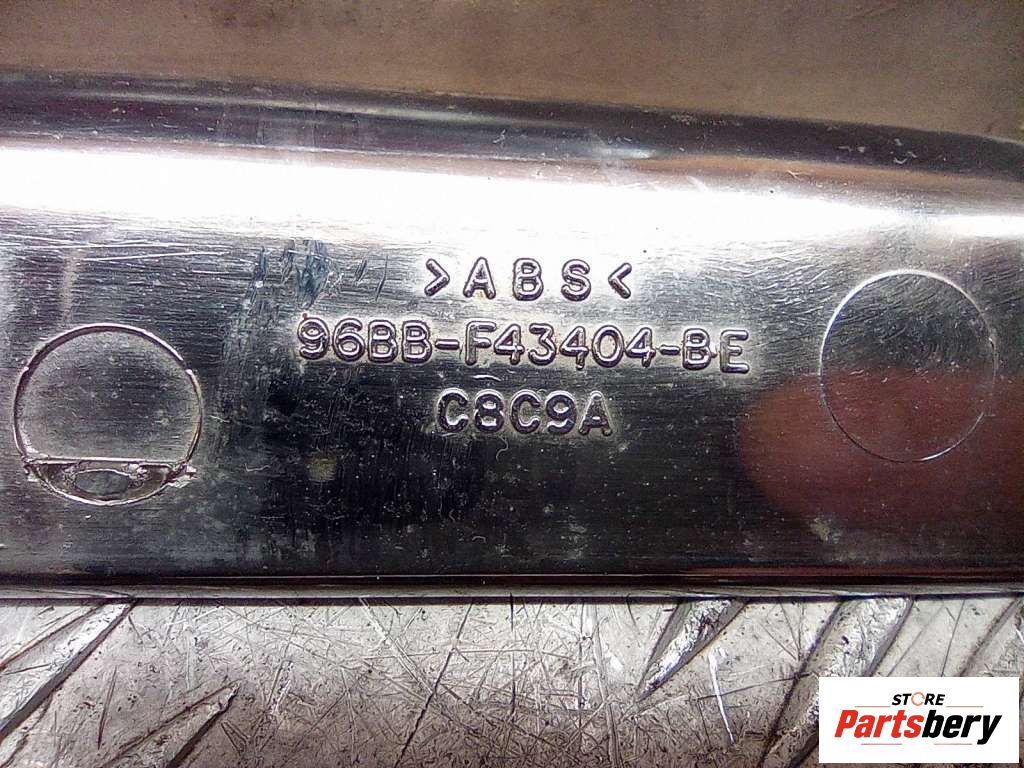 >ABS<
96BB-F43404-BE
C8C9A
STORE
Partsbery